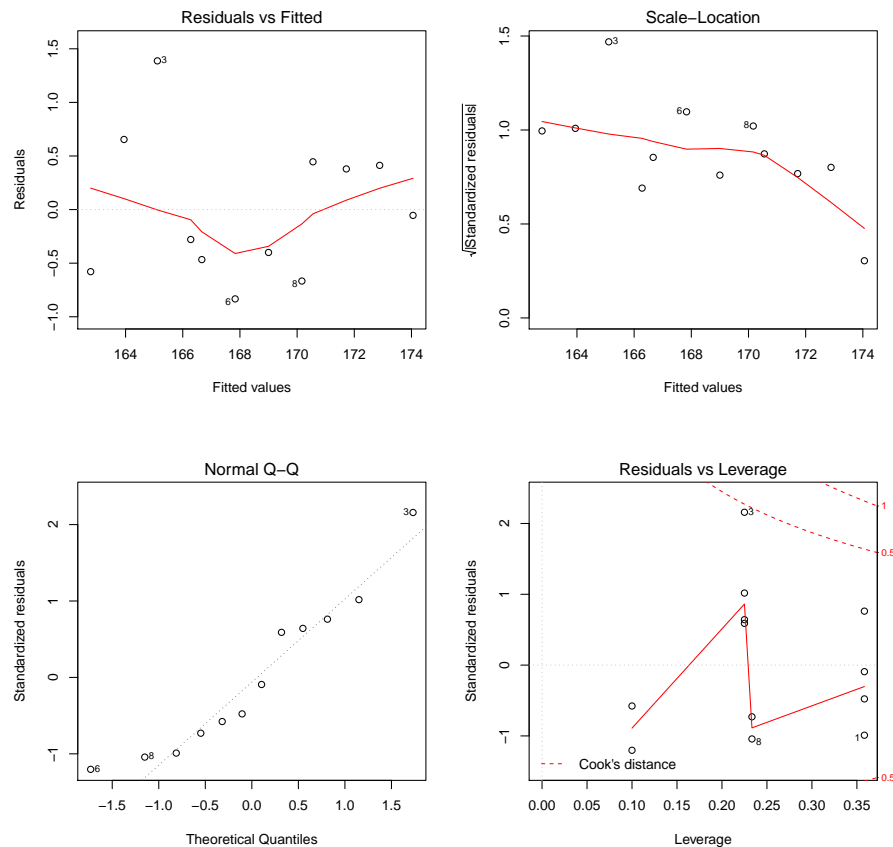 Residuals vs Fitted
Residuals
1.5
1.0
0.5
0.0
−0.5
−1.0
3
6
8
164 166 168 170 172 174
Fitted values
Scale−Location
√|Standardized residuals|
1.5
1.0
0.5
0.0
3
6
8
164 166 168 170 172 174
Fitted values
Normal Q−Q
Standardized residuals
2
1
0
−1
3
8
6
−1.5 −1.0 −0.5 0.0 0.5 1.0 1.5
Theoretical Quantiles
Residuals vs Leverage
Standardized residuals
2
1
0
−1
3
8
1
1
0.5
0.5
Cook's distance
0.00 0.05 0.10 0.15 0.20 0.25 0.30 0.35
Leverage